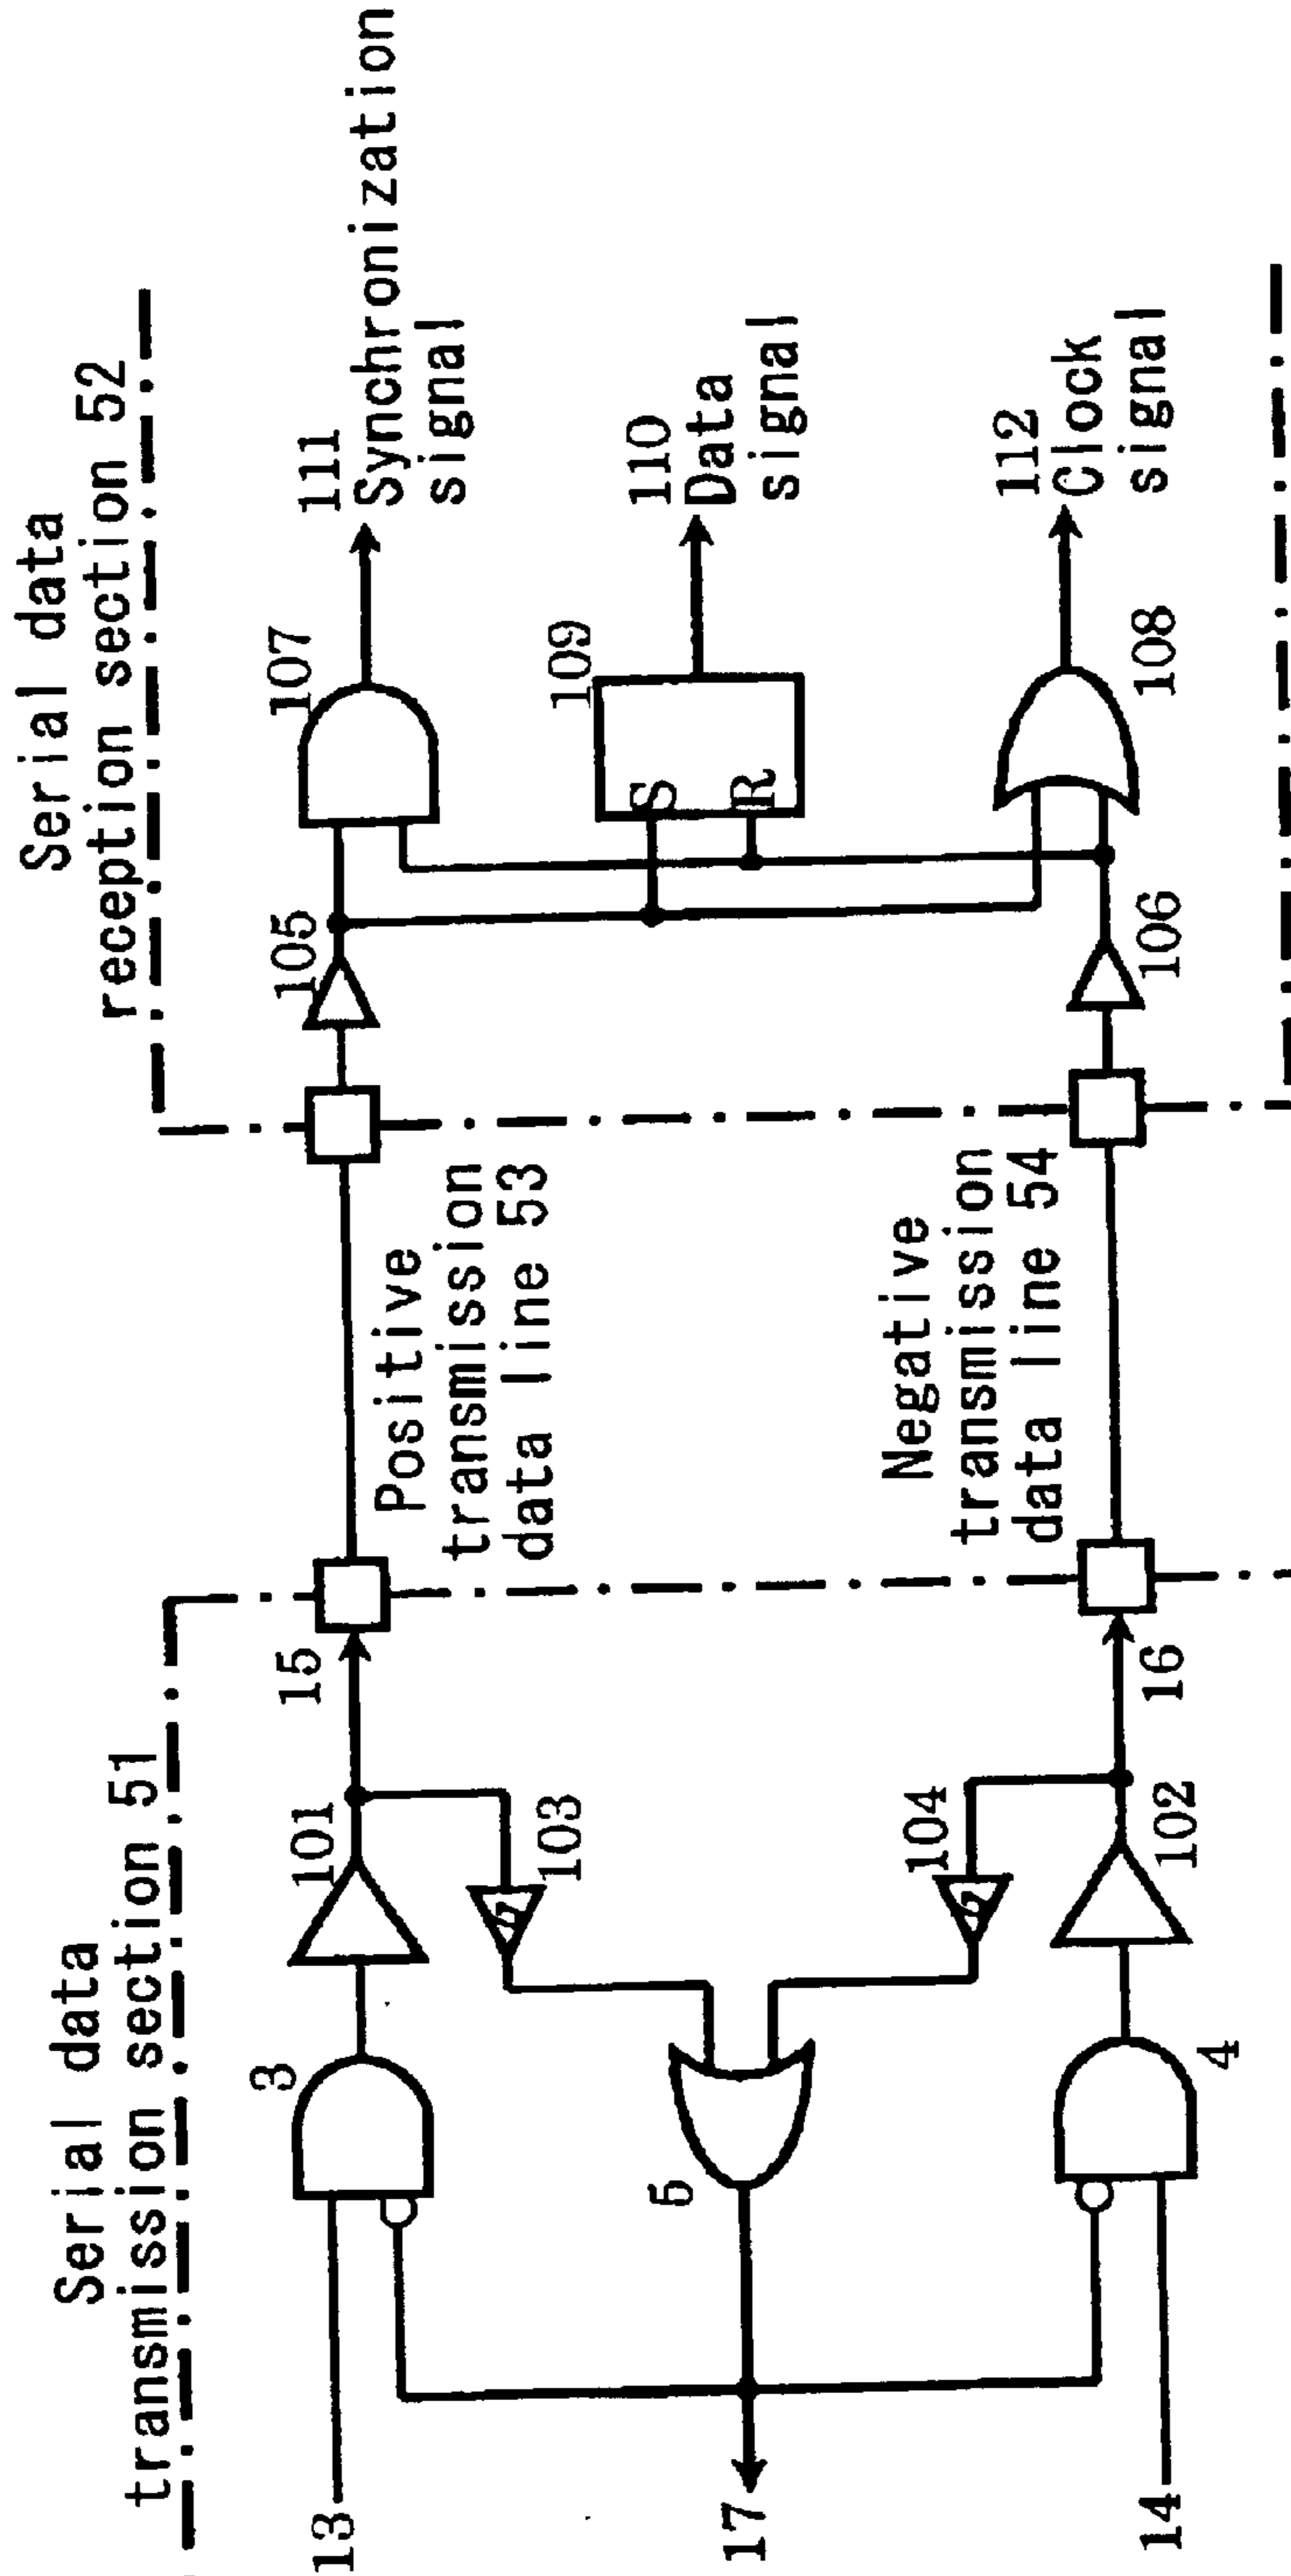 Serial data
transmission section 51
Serial data
reception section 52
13
3
101
15
103
Positive
transmission
data line 53
105
107
111
Synchronization
signal
17
5
109
S
R
110
Data
signal
104
Negative
transmission
data line 54
14
4
102
16
106
108
112
Clock
signal